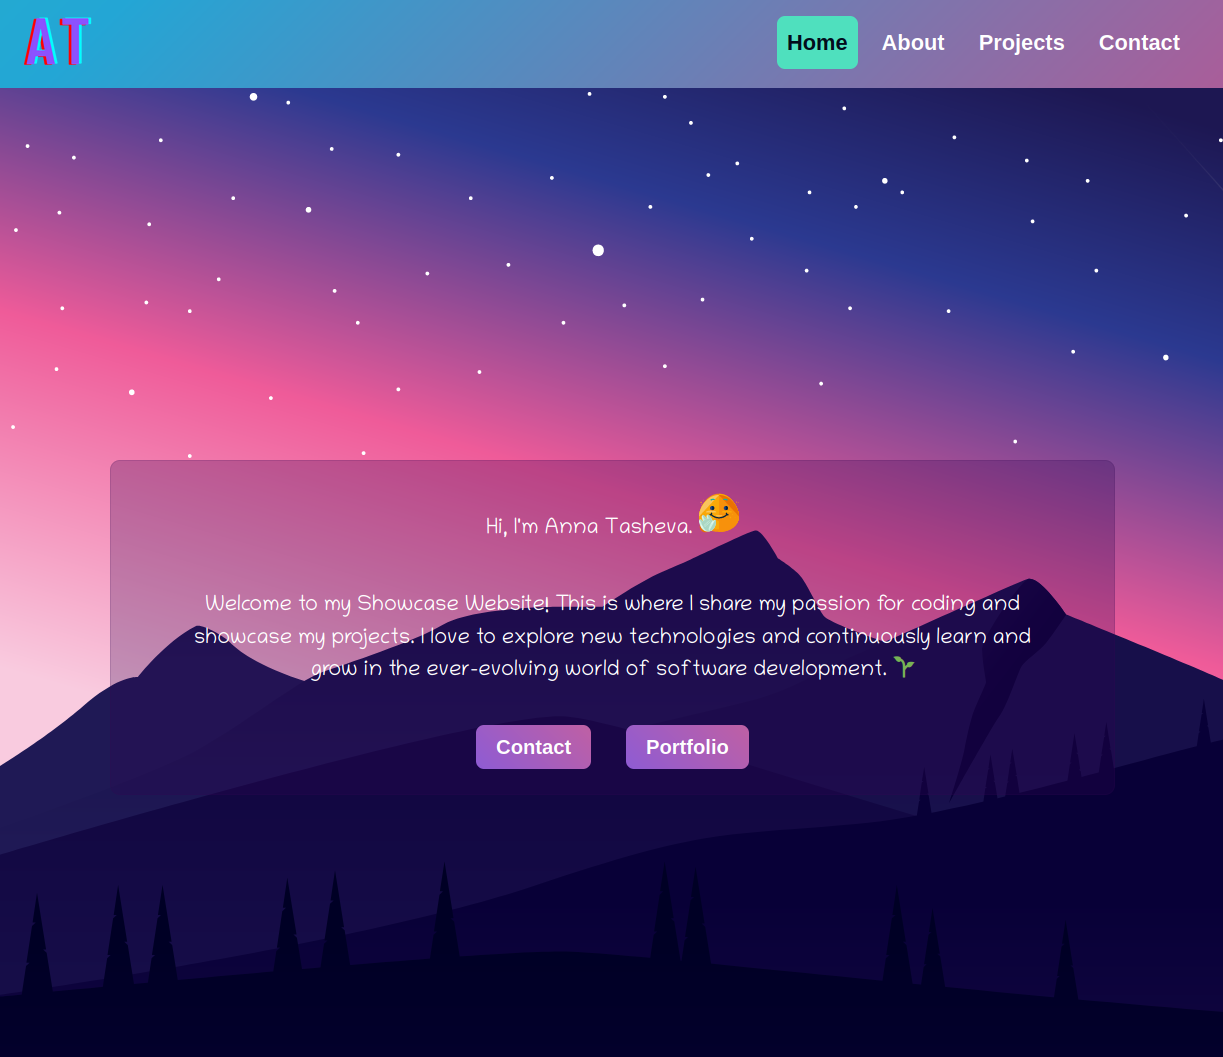 AT
Home About Projects Contact
Hi, I'm Anna Tasheva.
Welcome to my Showcase Website! This is where I share my passion for coding and
showcase my projects. I love to explore new technologies and continuously learn and
grow in the ever-evolving world of software development.
Contact Portfolio